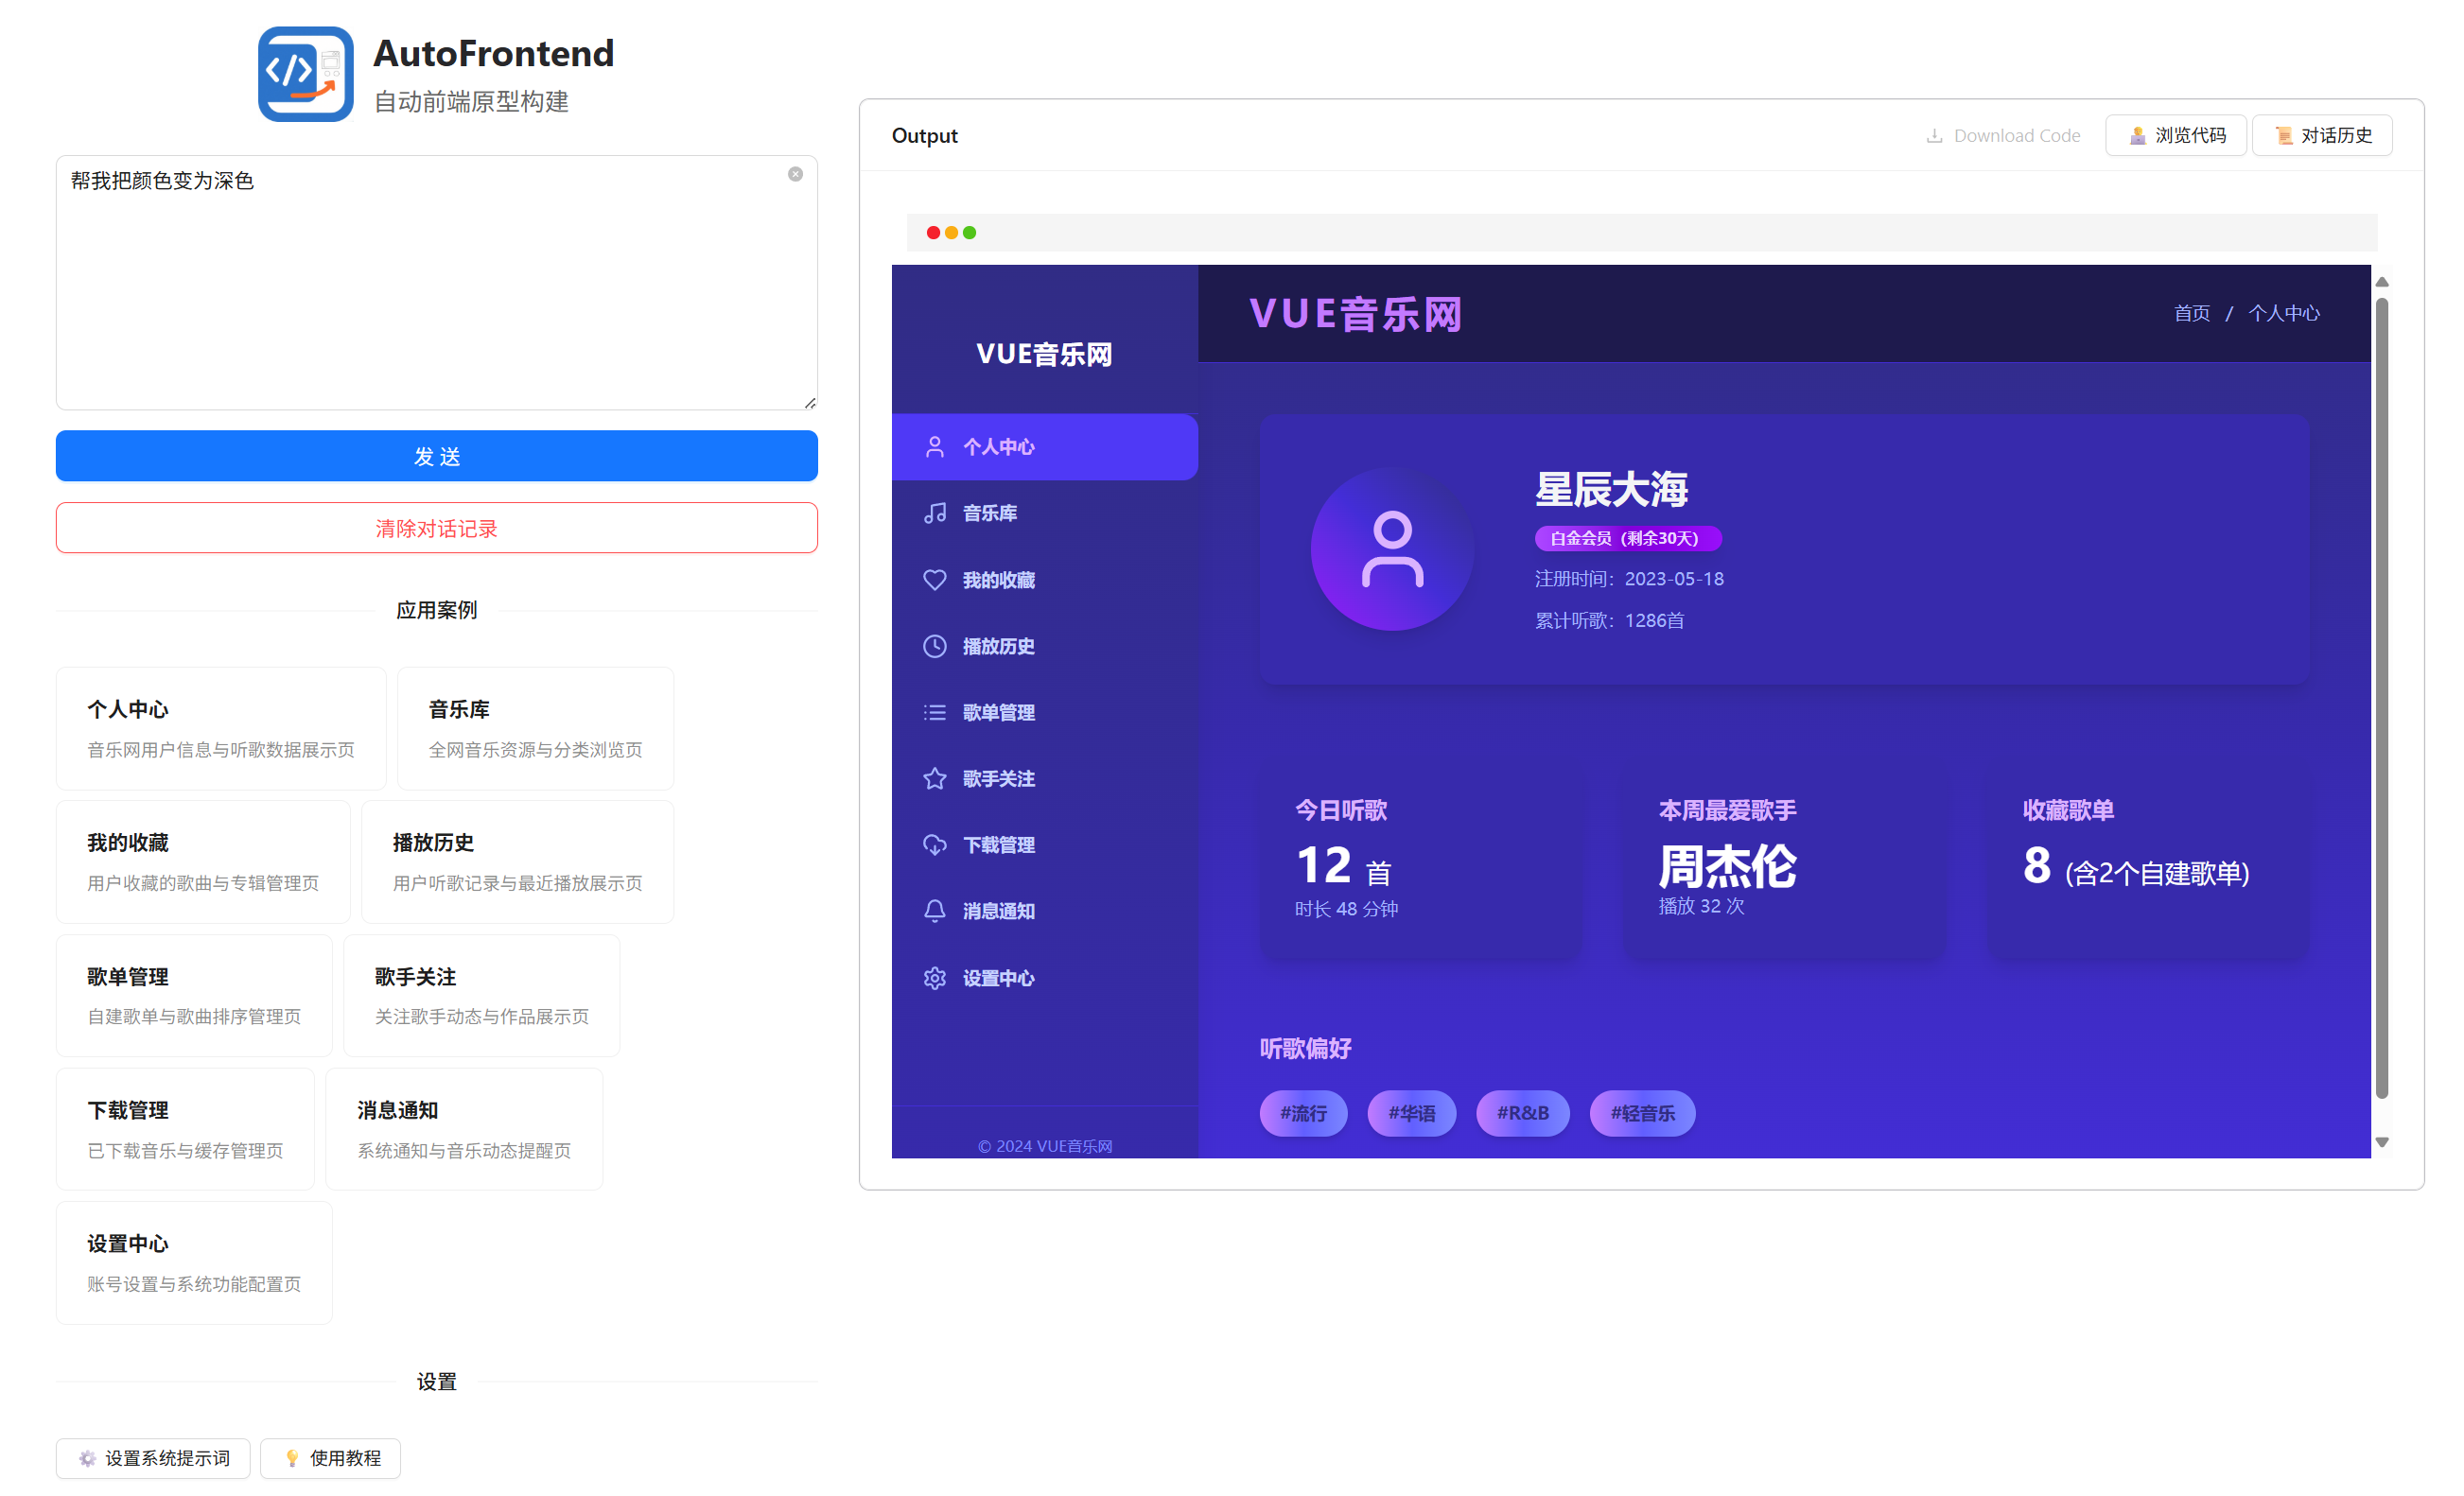 AutoFrontend
自动前端原型构建
帮我把颜色变为深色
发 送
清除对话记录
应用案例
个人中心
音乐网用户信息与听歌数据展示页
音乐库
全网音乐资源与分类浏览页
我的收藏
用户收藏的歌曲与专辑管理页
播放历史
用户听歌记录与最近播放展示页
歌单管理
自建歌单与歌曲排序管理页
歌手关注
关注歌手动态与作品展示页
下载管理
已下载音乐与缓存管理页
消息通知
系统通知与音乐动态提醒页
设置中心
账号设置与系统功能配置页
设置
设置系统提示词
使用教程
Output
Download Code
浏览代码
对话历史
VUE音乐网
个人中心
音乐库
我的收藏
播放历史
歌单管理
歌手关注
下载管理
消息通知
设置中心
© 2024 VUE音乐网
VUE音乐网
首页 / 个人中心
星辰大海
白金会员（剩余30天）
注册时间：2023-05-18
累计听歌：1286首
今日听歌
12 首
时长 48 分钟
本周最爱歌手
周杰伦
播放 32 次
收藏歌单
8 (含2个自建歌单)
听歌偏好
#流行
#华语
#R&B
#轻音乐